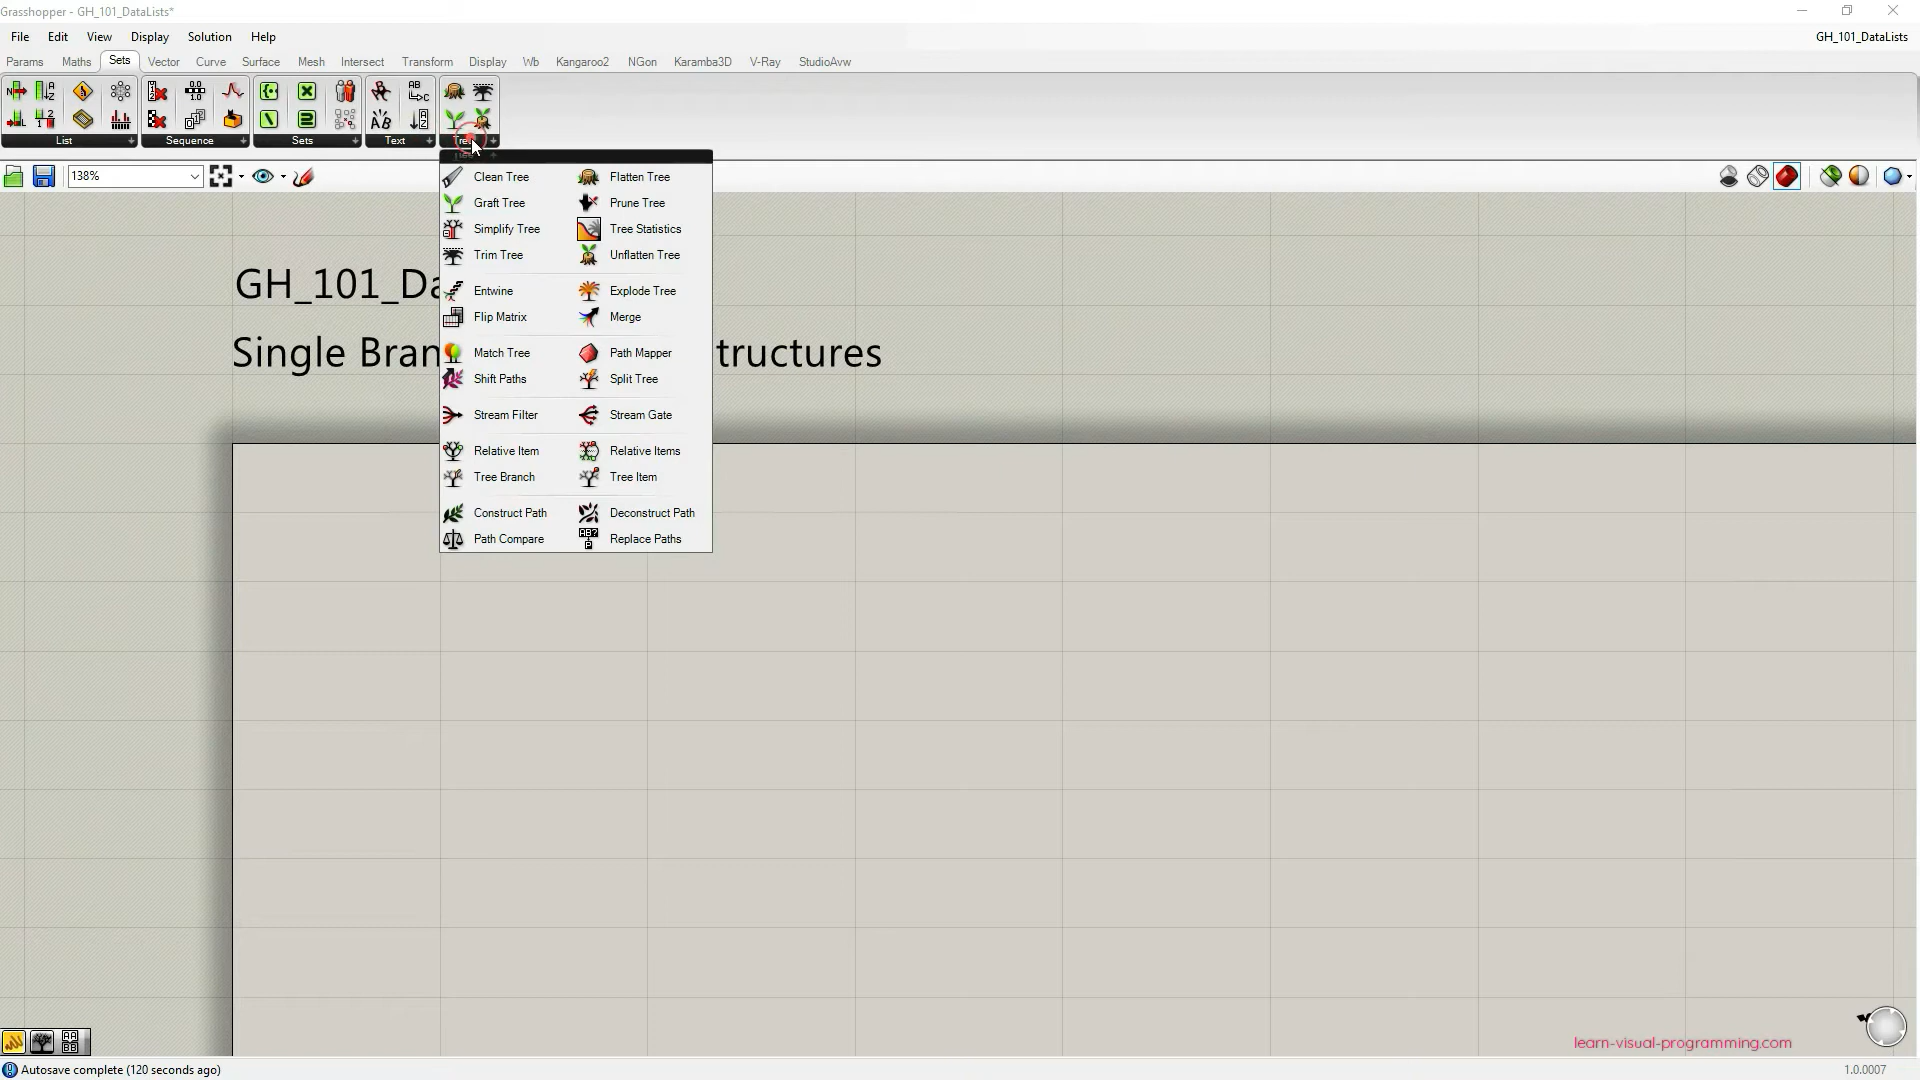 Grasshopper - GH_101_DataLists*
File Edit View Display Solution Help GH_101_DataLists
Params Maths Sets Vector Curve Surface Mesh Intersect Transform Display Wb Kangaroo2 NGon Karamba3D V-Ray StudioAvw
List Sequence Sets Text
138%
Clean Tree Flatten Tree
Graft Tree Prune Tree
Simplify Tree Tree Statistics
Trim Tree Unflatten Tree
GH_101_Da
Entwine Explode Tree
Flip Matrix Merge
Single Bran tructures
Match Tree Path Mapper
Shift Paths Split Tree
Stream Filter Stream Gate
Relative Item Relative Items
Tree Branch Tree Item
Construct Path Deconstruct Path
Path Compare Replace Paths
learn-visual-programming.com
Autosave complete (120 seconds ago) 1.0.0007